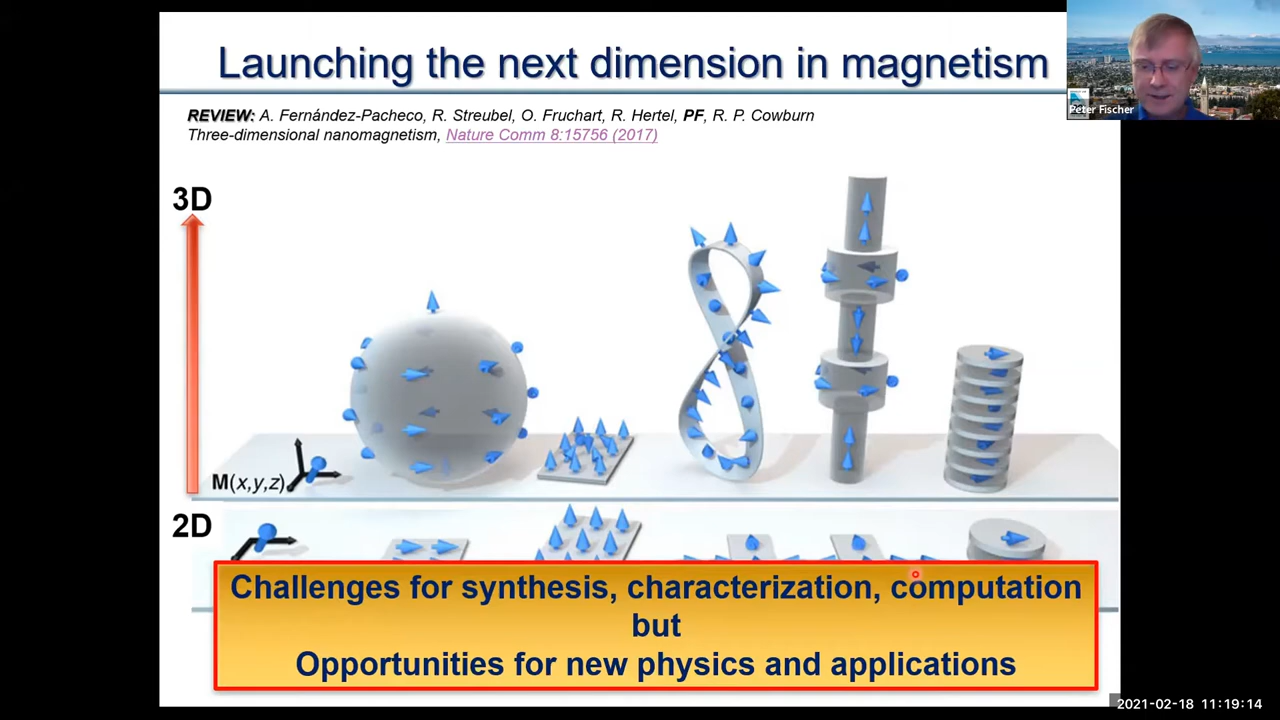 Launching the next dimension in magnetism
Peter Fischer
REVIEW: A. Fernández-Pacheco, R. Streubel, O. Fruchart, R. Hertel, PF, R. P. Cowburn
Three-dimensional nanomagnetism, Nature Comm 8:15756 (2017)
3D
M(x,y,z)
2D
Challenges for synthesis, characterization, computation
but
Opportunities for new physics and applications
2021-02-18 11:19:14